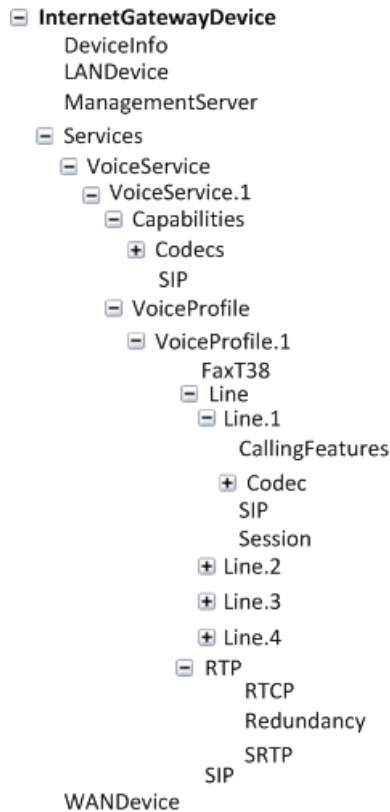 InternetGatewayDevice
DeviceInfo
LANDevice
ManagementServer
Services
VoiceService
VoiceService.1
Capabilities
Codecs
SIP
VoiceProfile
VoiceProfile.1
FaxT38
Line
Line.1
CallingFeatures
Codec
SIP
Session
Line.2
Line.3
Line.4
RTP
RTCP
Redundancy
SRTP
SIP
WANDevice